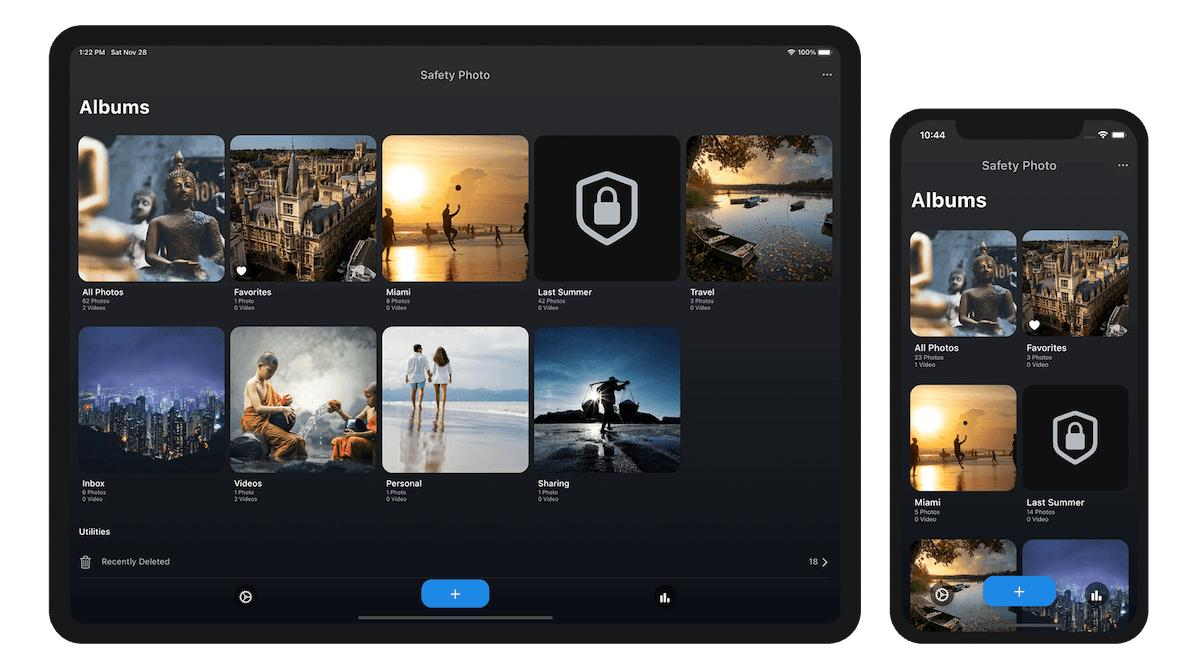 1:22 PM Sat Nov 28
100%
Safety Photo
Albums
All Photos
62 Photos
2 Videos
Favorites
1 Photo
0 Video
Miami
8 Photos
0 Video
Last Summer
42 Photos
0 Video
Travel
3 Photos
0 Video
Inbox
6 Photos
0 Video
Videos
1 Photo
2 Videos
Personal
1 Photo
0 Video
Sharing
1 Photo
0 Video
Utilities
Recently Deleted
18
10:44
Safety Photo
Albums
All Photos
23 Photos
1 Video
Favorites
3 Photos
0 Video
Miami
5 Photos
0 Video
Last Summer
14 Photos
0 Video